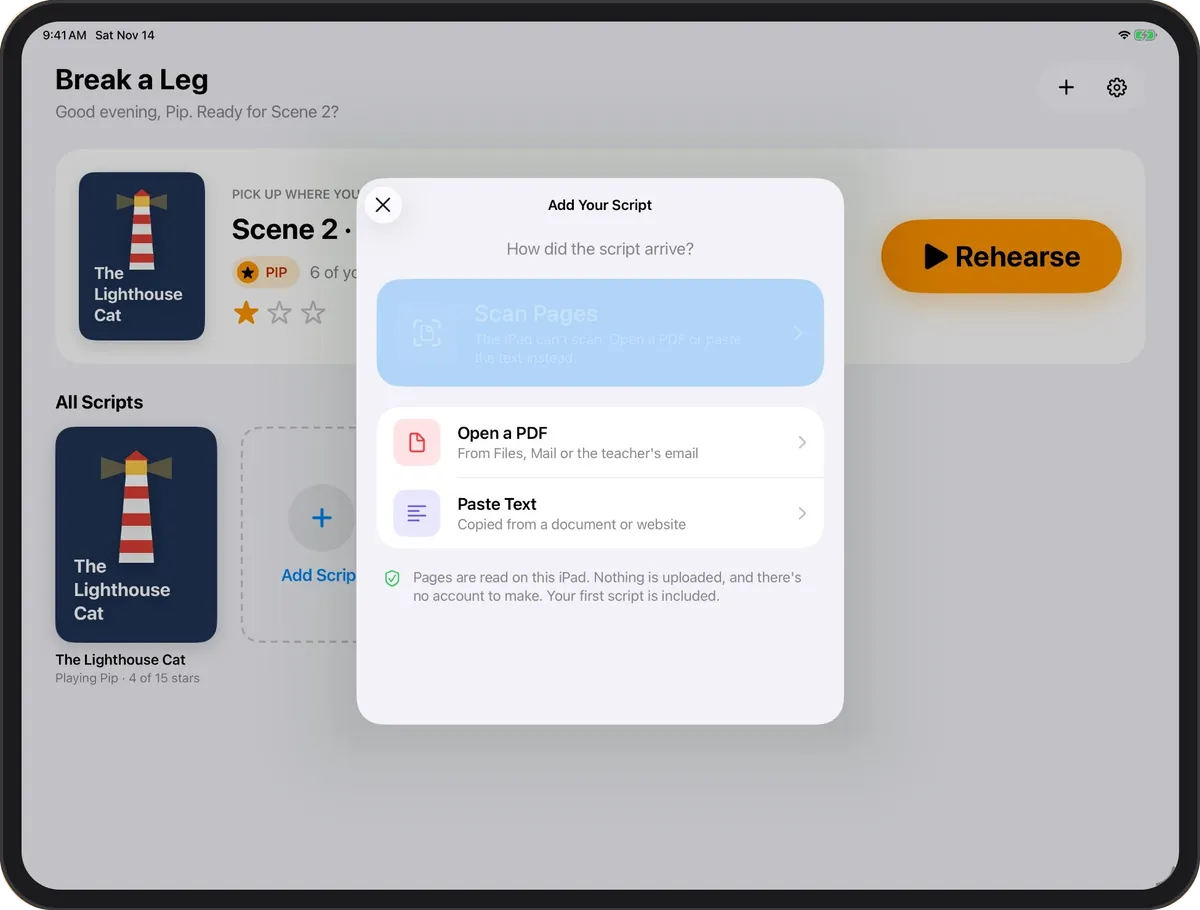 9:41 AM Sat Nov 14
Break a Leg
Good evening, Pip. Ready for Scene 2?
PICK UP WHERE YOU
Scene 2 ·
PIP
6 of yo
The
Lighthouse
Cat
Rehearse
Add Your Script
How did the script arrive?
Scan Pages
This iPad can't scan. Open a PDF or paste
the text instead.
Open a PDF
From Files, Mail or the teacher's email
Paste Text
Copied from a document or website
Pages are read on this iPad. Nothing is uploaded, and there's
no account to make. Your first script is included.
All Scripts
The
Lighthouse
Cat
Add Scrip
The Lighthouse Cat
Playing Pip · 4 of 15 stars